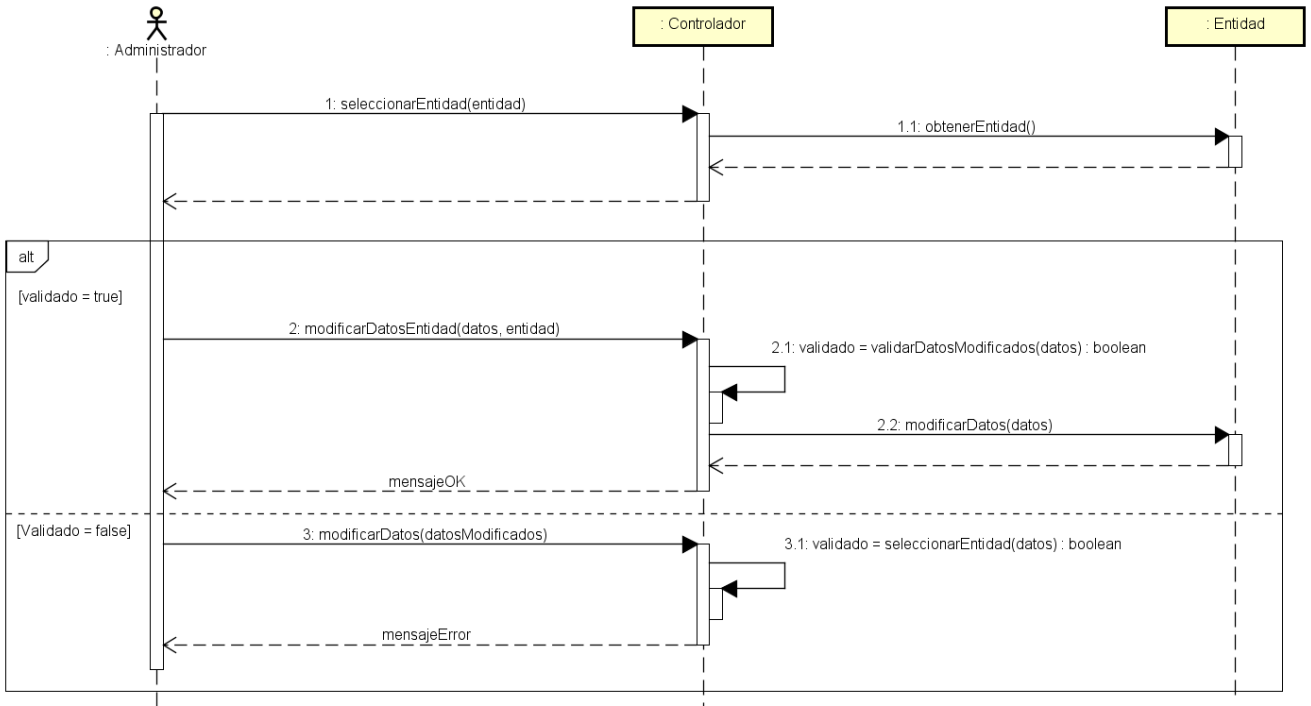 : Administrador
: Controlador
: Entidad
1: seleccionarEntidad(entidad)
1.1: obtenerEntidad()
alt
[validado = true]
2: modificarDatosEntidad(datos, entidad)
2.1: validado = validarDatosModificados(datos) : boolean
2.2: modificarDatos(datos)
mensajeOK
[Validado = false]
3: modificarDatos(datosModificados)
3.1: validado = seleccionarEntidad(datos) : boolean
mensajeError